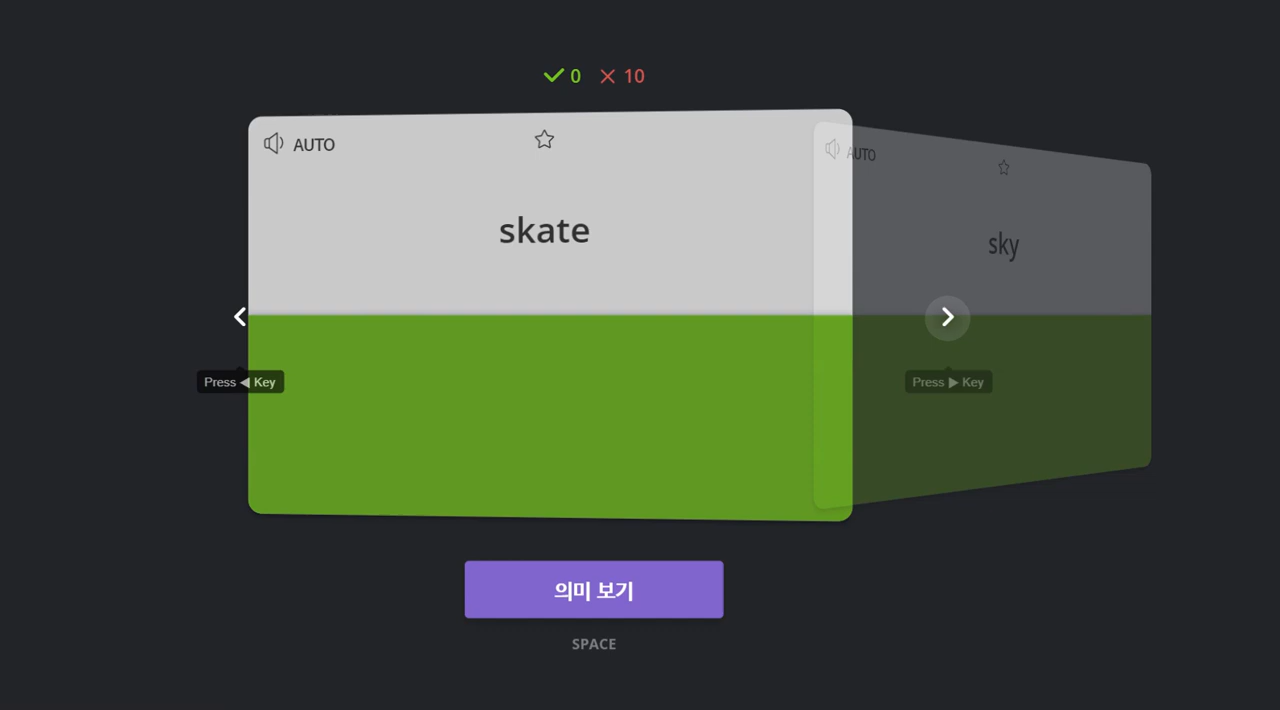 0 10
AUTO
skate
AUTO
sky
Press ◀ Key
Press ▶ Key
의미 보기
SPACE